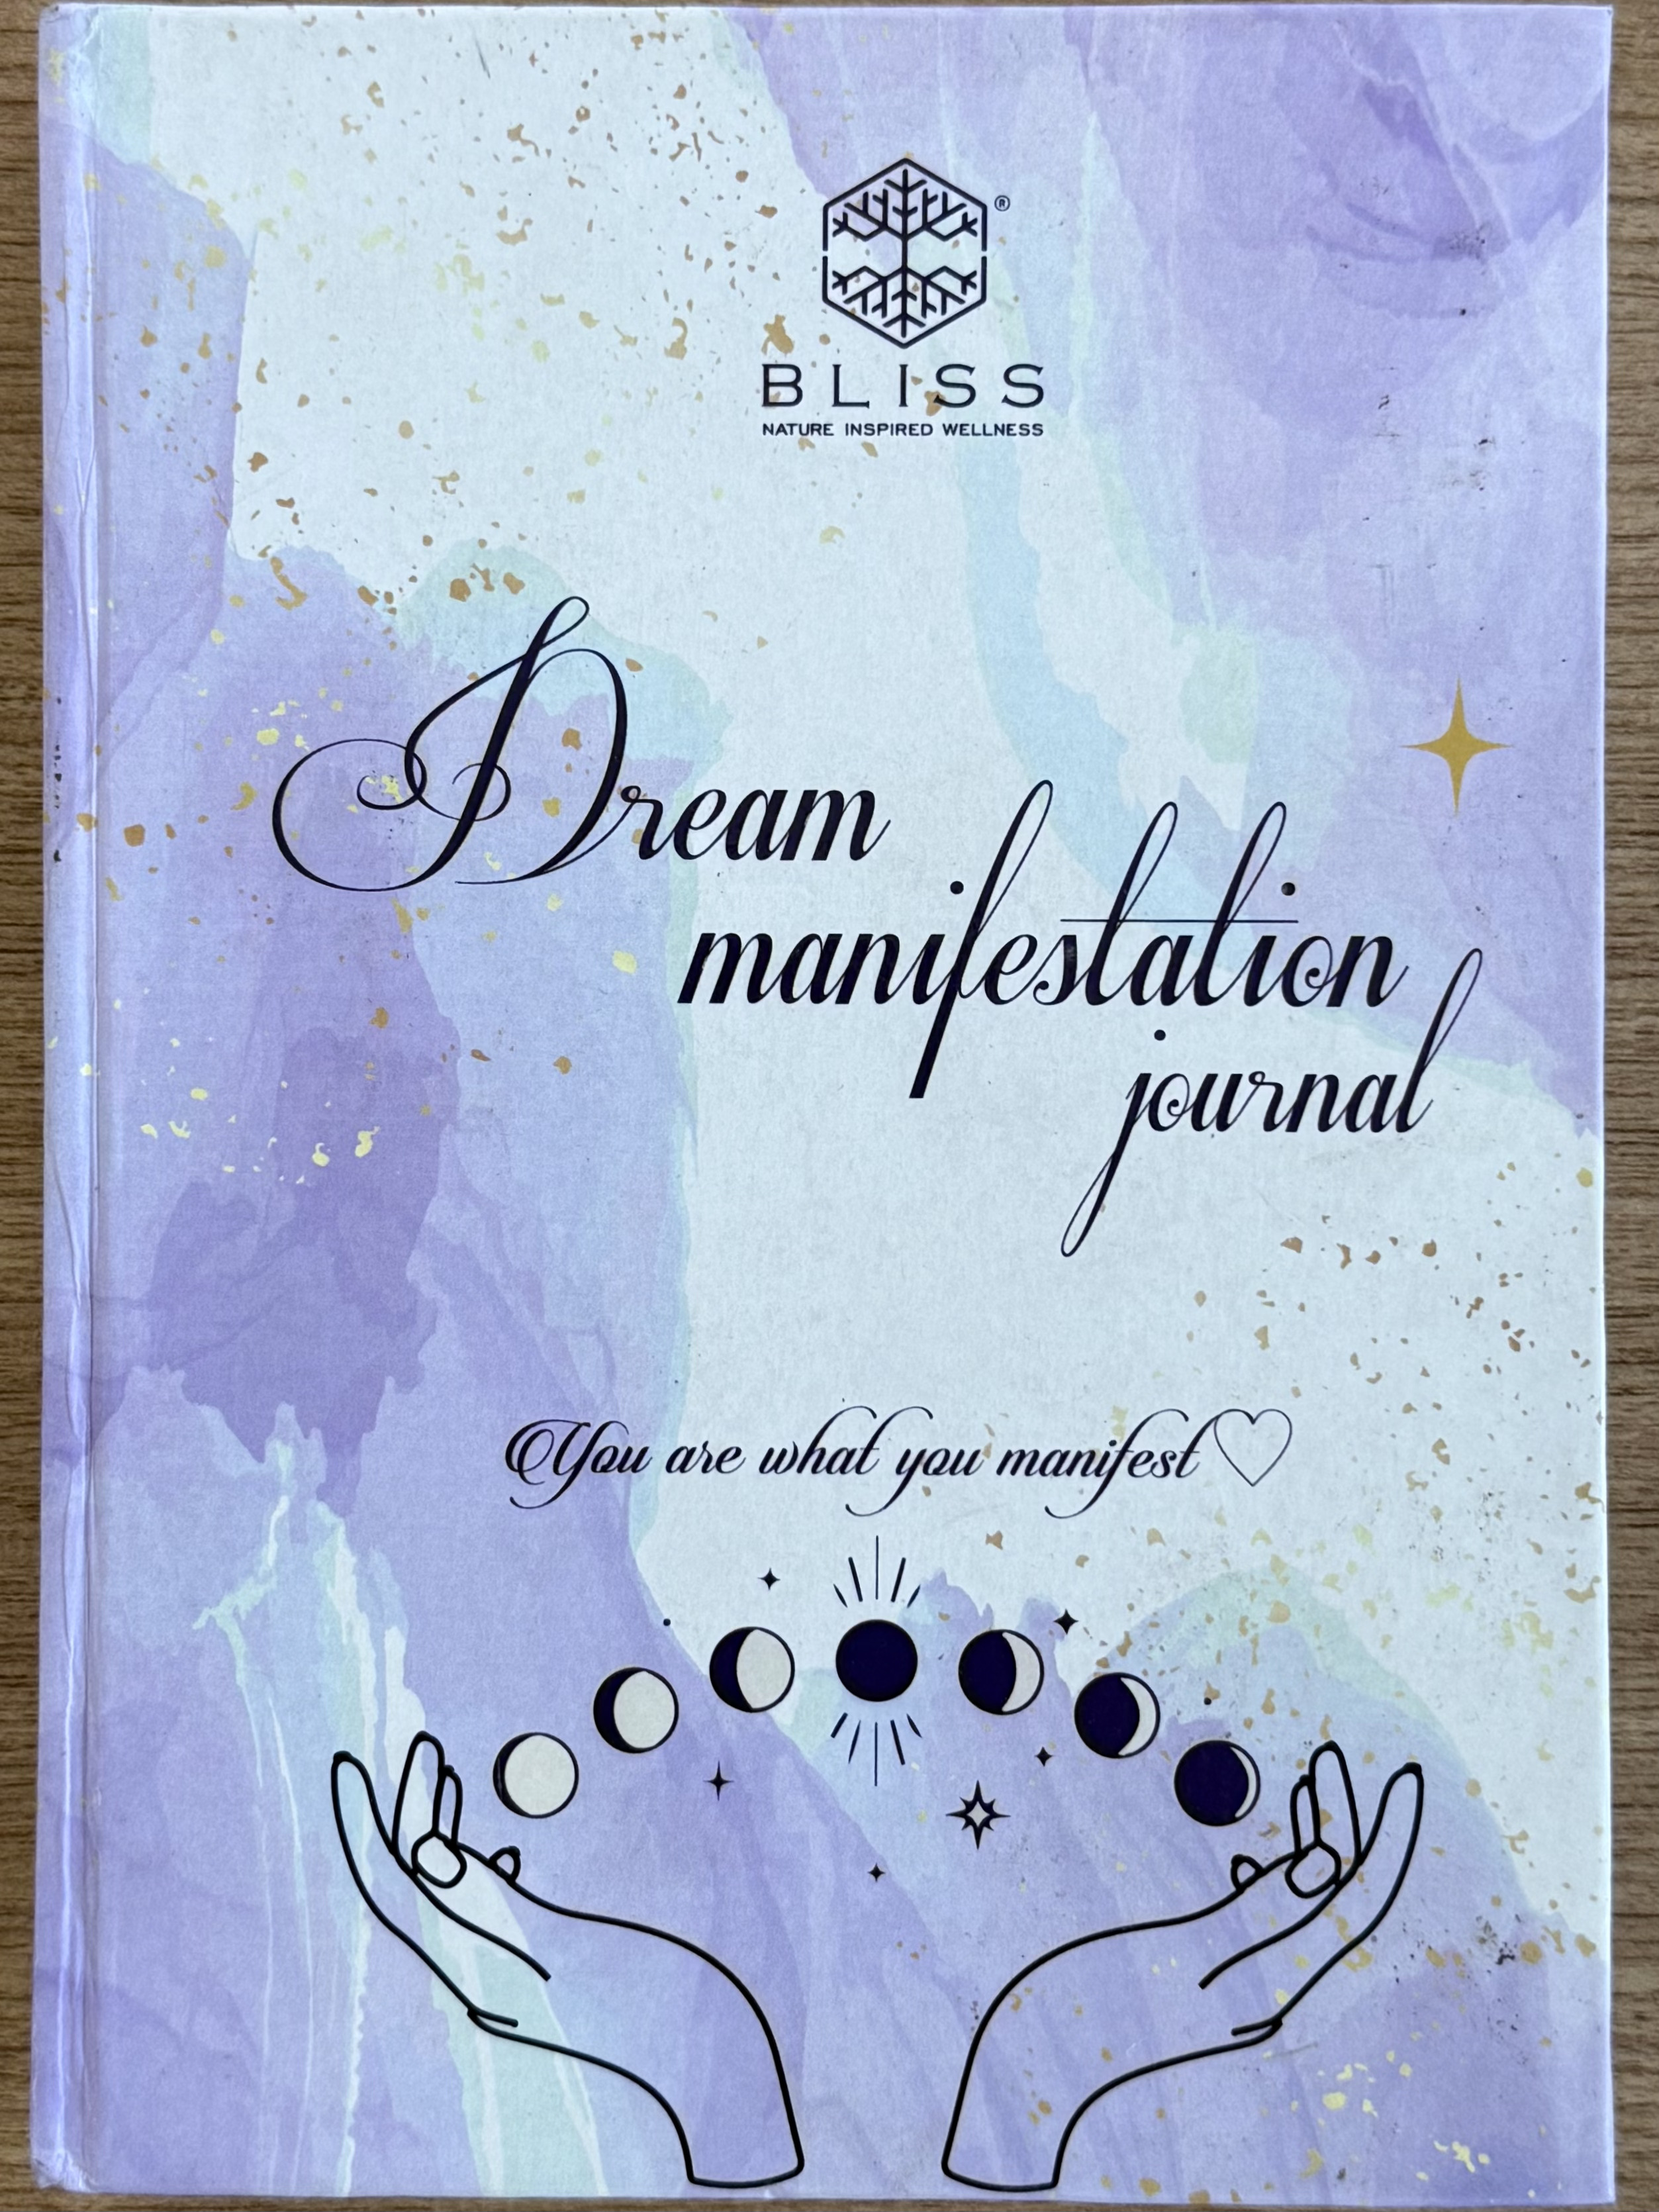 ®
BLISS
NATURE INSPIRED WELLNESS
Dream
manifestation
journal
You are what you manifest♡